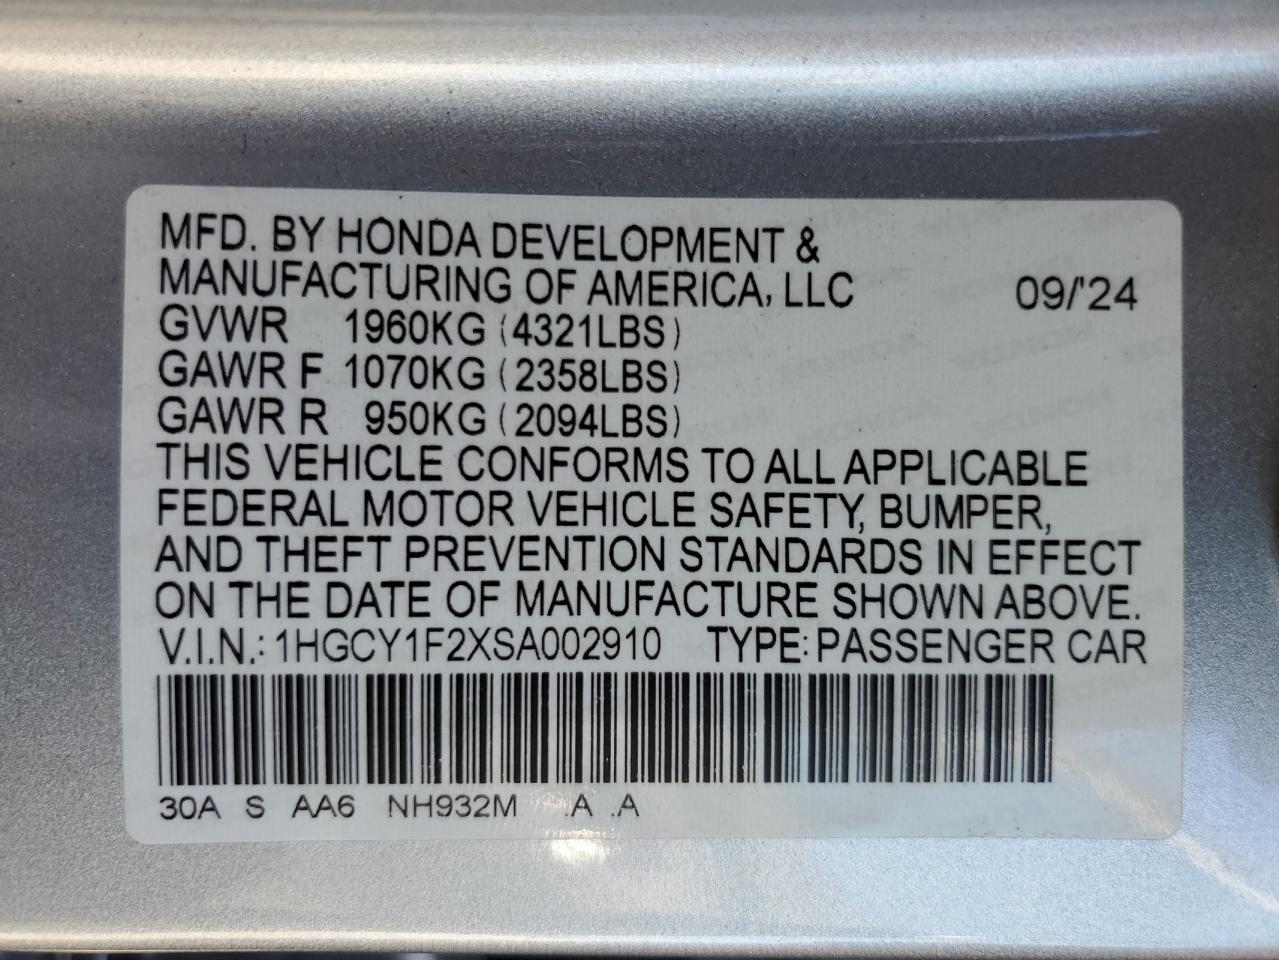 MFD. BY HONDA DEVELOPMENT &
MANUFACTURING OF AMERICA, LLC 09/'24
GVWR 1960KG (4321LBS)
GAWR F 1070KG (2358LBS)
GAWR R 950KG (2094LBS)
THIS VEHICLE CONFORMS TO ALL APPLICABLE
FEDERAL MOTOR VEHICLE SAFETY, BUMPER,
AND THEFT PREVENTION STANDARDS IN EFFECT
ON THE DATE OF MANUFACTURE SHOWN ABOVE.
V.I.N.: 1HGCY1F2XSA002910 TYPE: PASSENGER CAR
30A S AA6 NH932M .A .A